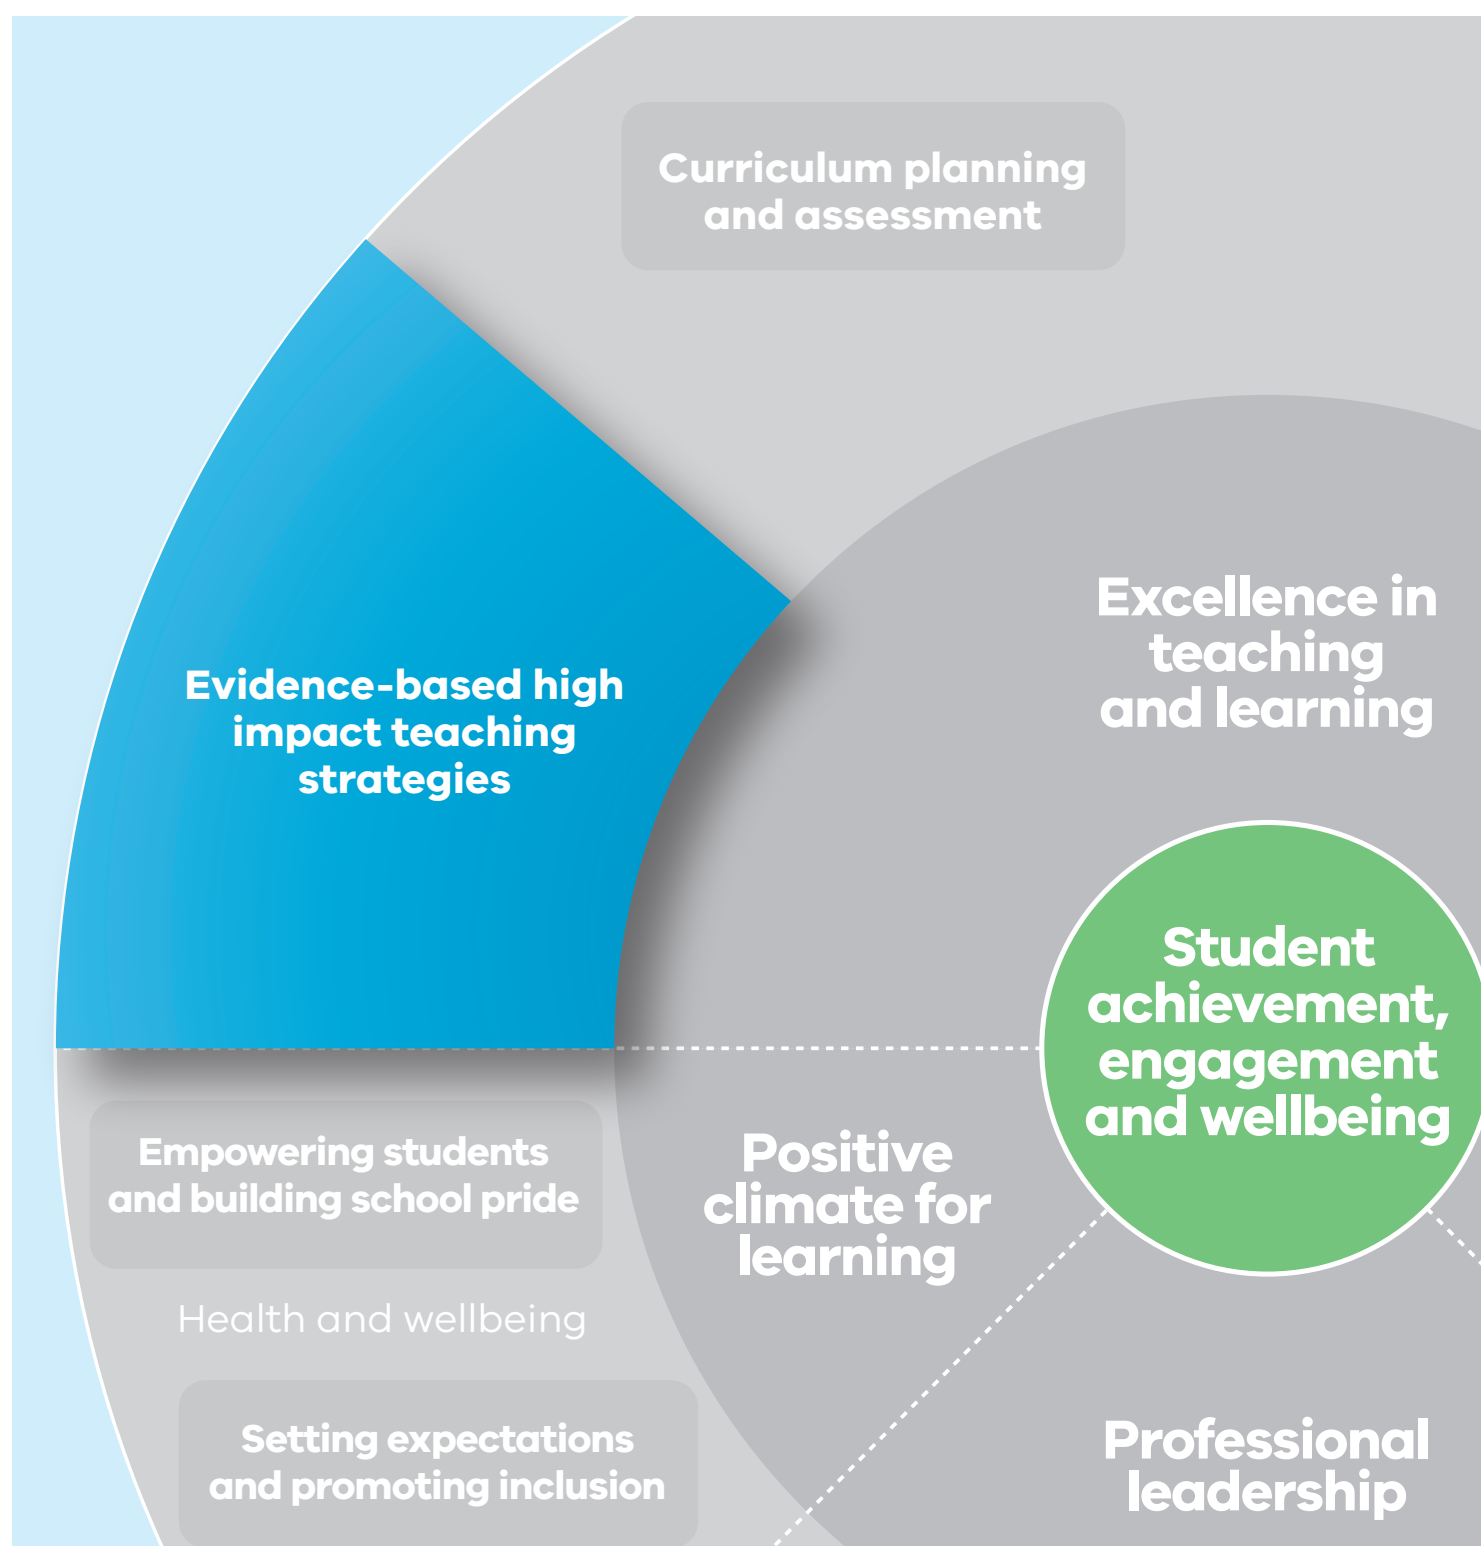 Curriculum planning
and assessment
Excellence in
teaching
and learning
Evidence-based high
impact teaching
strategies
Student
achievement,
engagement
and wellbeing
Empowering students
and building school pride
Positive
climate for
learning
Health and wellbeing
Setting expectations
and promoting inclusion
Professional
leadership